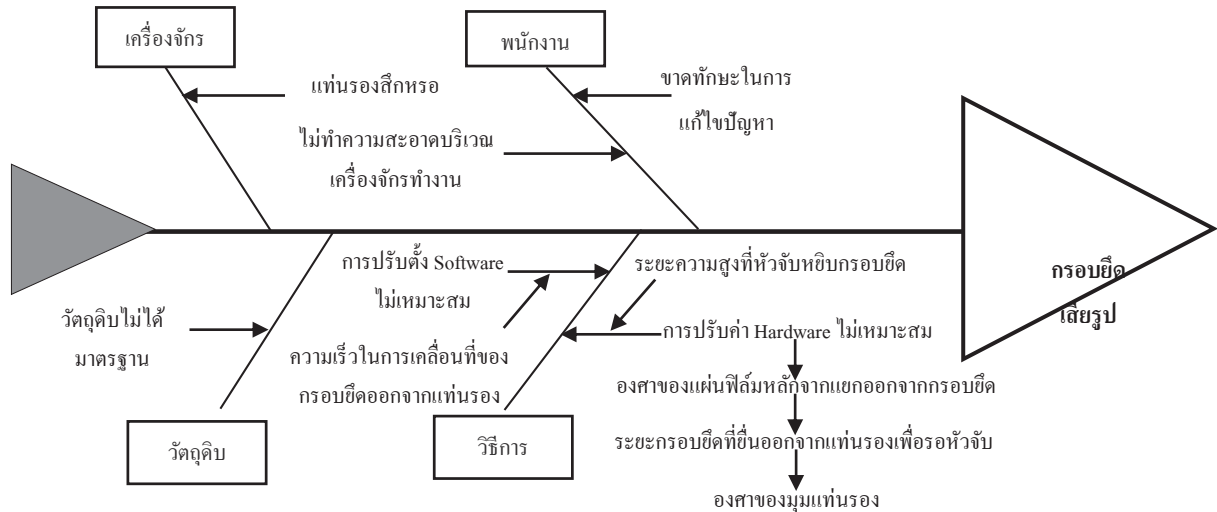 เครื่องจักร
พนักงาน
แท่นรองสึกหรอ
ขาดทักษะในการ
แก้ไขปัญหา
ไม่ทำความสะอาดบริเวณ
เครื่องจักรทำงาน
การปรับตั้ง Software
ไม่เหมาะสม
ระยะความสูงที่หัวจับหยิบกรอบยึด
กรอบยึด
เสียรูป
วัตถุดิบไม่ได้
มาตรฐาน
การปรับค่า Hardware ไม่เหมาะสม
ความเร็วในการเคลื่อนที่ของ
กรอบยึดออกจากแท่นรอง
องศาของแผ่นฟิล์มหลักจากแยกออกจากกรอบยึด
วัตถุดิบ
วิธีการ
ระยะกรอบยึดที่ยื่นออกจากแท่นรองเพื่อรอหัวจับ
องศาของมุมแท่นรอง